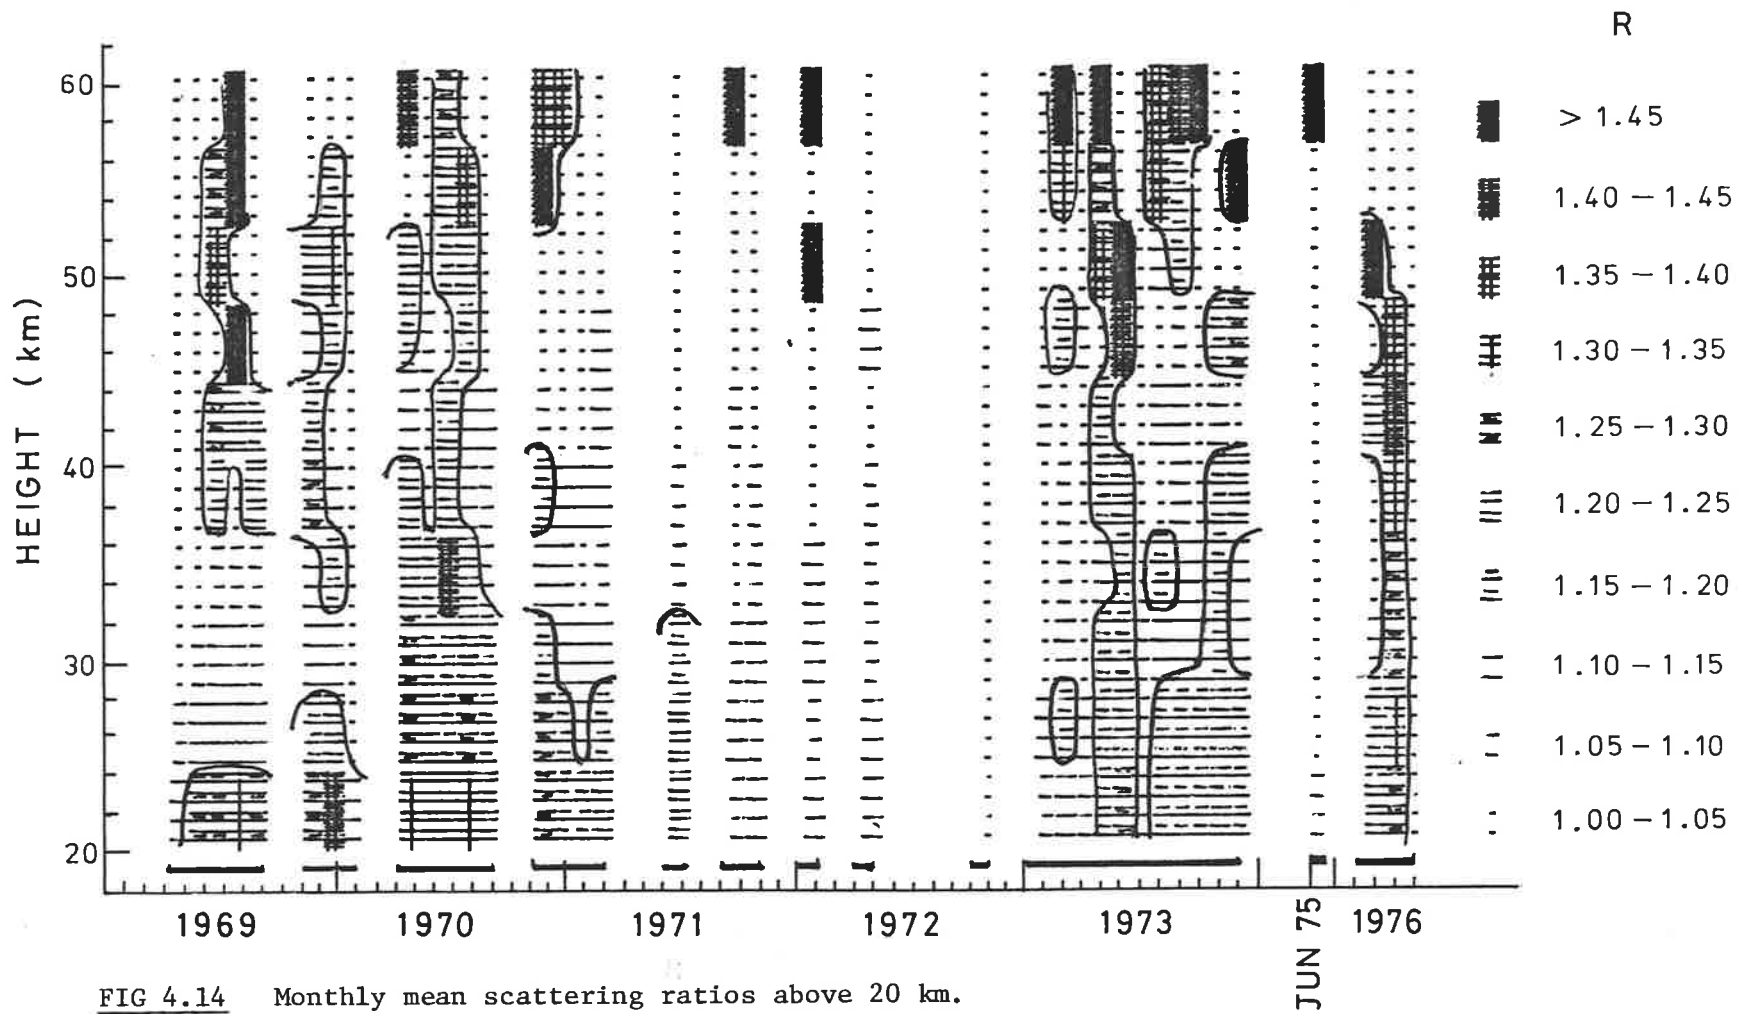 R
60
50
40
30
20
HEIGHT (km)
> 1.45
1.40 – 1.45
1.35 – 1.40
1.30 – 1.35
1.25 – 1.30
1.20 – 1.25
1.15 – 1.20
1.10 – 1.15
1.05 – 1.10
1.00 – 1.05
1969
1970
1971
1972
1973
JUN 75
1976
FIG 4.14 Monthly mean scattering ratios above 20 km.